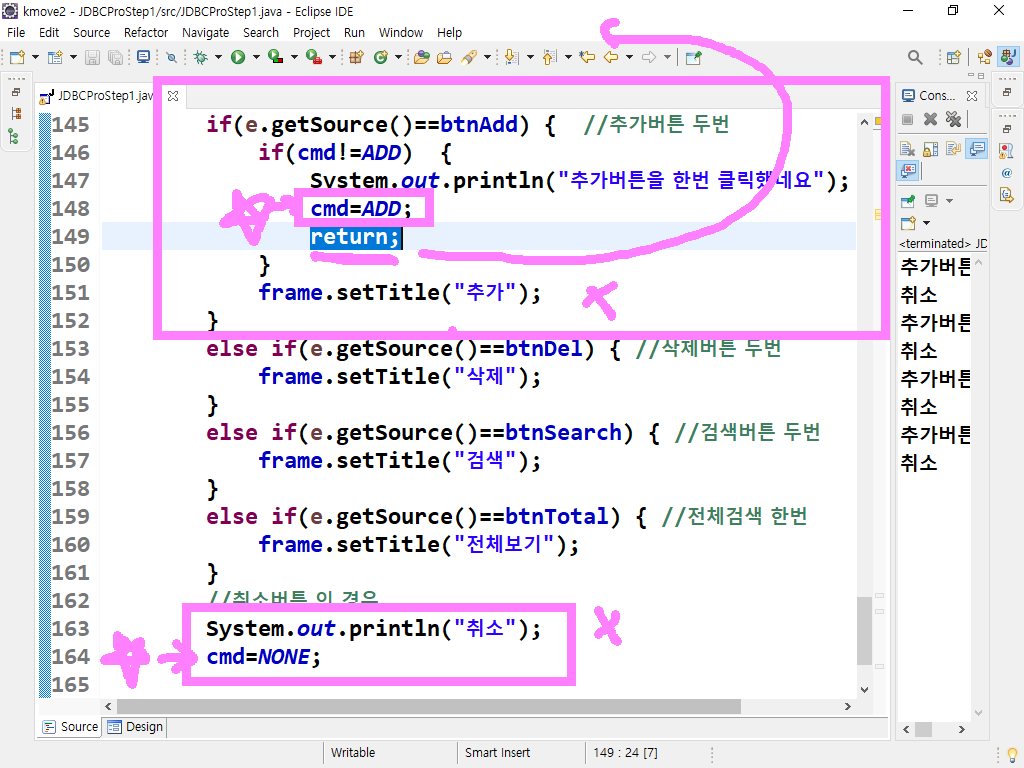 kmove2 - JDBCProStep1/src/JDBCProStep1.java - Eclipse IDE
File Edit Source Refactor Navigate Search Project Run Window Help
JDBCProStep1.jav
Cons...
145 if(e.getSource()==btnAdd) { //추가버튼 두번
146 if(cmd!=ADD) {
147 System.out.println("추가버튼을 한번 클릭했네요");
148 cmd=ADD;
149 return;
150 }
151 frame.setTitle("추가");
152 }
153 else if(e.getSource()==btnDel) { //삭제버튼 두번
154 frame.setTitle("삭제");
155 }
156 else if(e.getSource()==btnSearch) { //검색버튼 두번
157 frame.setTitle("검색");
158 }
159 else if(e.getSource()==btnTotal) { //전체검색 한번
160 frame.setTitle("전체보기");
161 }
162 //취소버튼 인 경우
163 System.out.println("취소");
164 cmd=NONE;
165
<terminated> JD
추가버튼
취소
추가버튼
취소
추가버튼
취소
추가버튼
취소
Source Design
Writable Smart Insert 149 : 24 [7]